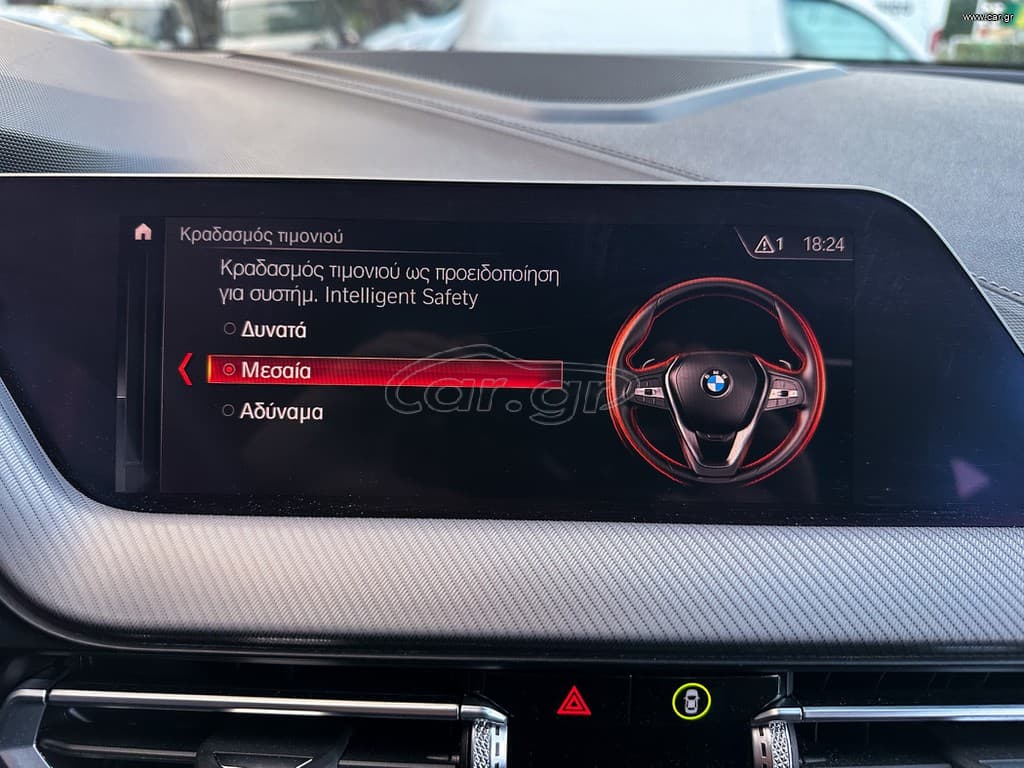 www.car.gr
Κραδασμός τιμονιού
1 18:24
Κραδασμός τιμονιού ως προειδοποίηση
για συστήμ. Intelligent Safety
Δυνατά
Μεσαία
Αδύναμα
car.gr
BMW